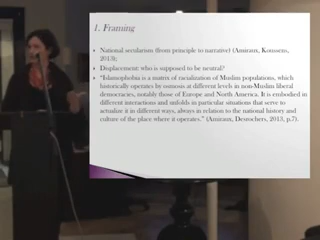 1. Framing
National secularism (from principle to narrative) (Amiraux, Koussens, 2013);
Displacement: who is supposed to be neutral?
"Islamophobia is a matrix of racialization of Muslim populations, which
historically operates by osmosis at different levels in non-Muslim liberal
democracies, notably those of Europe and North America. It is embodied in
different interactions and unfolds in particular situations that serve to
actualize it in different ways, always in relation to the national history and
culture of the place where it operates." (Amiraux, Desrochers, 2013, p.7).